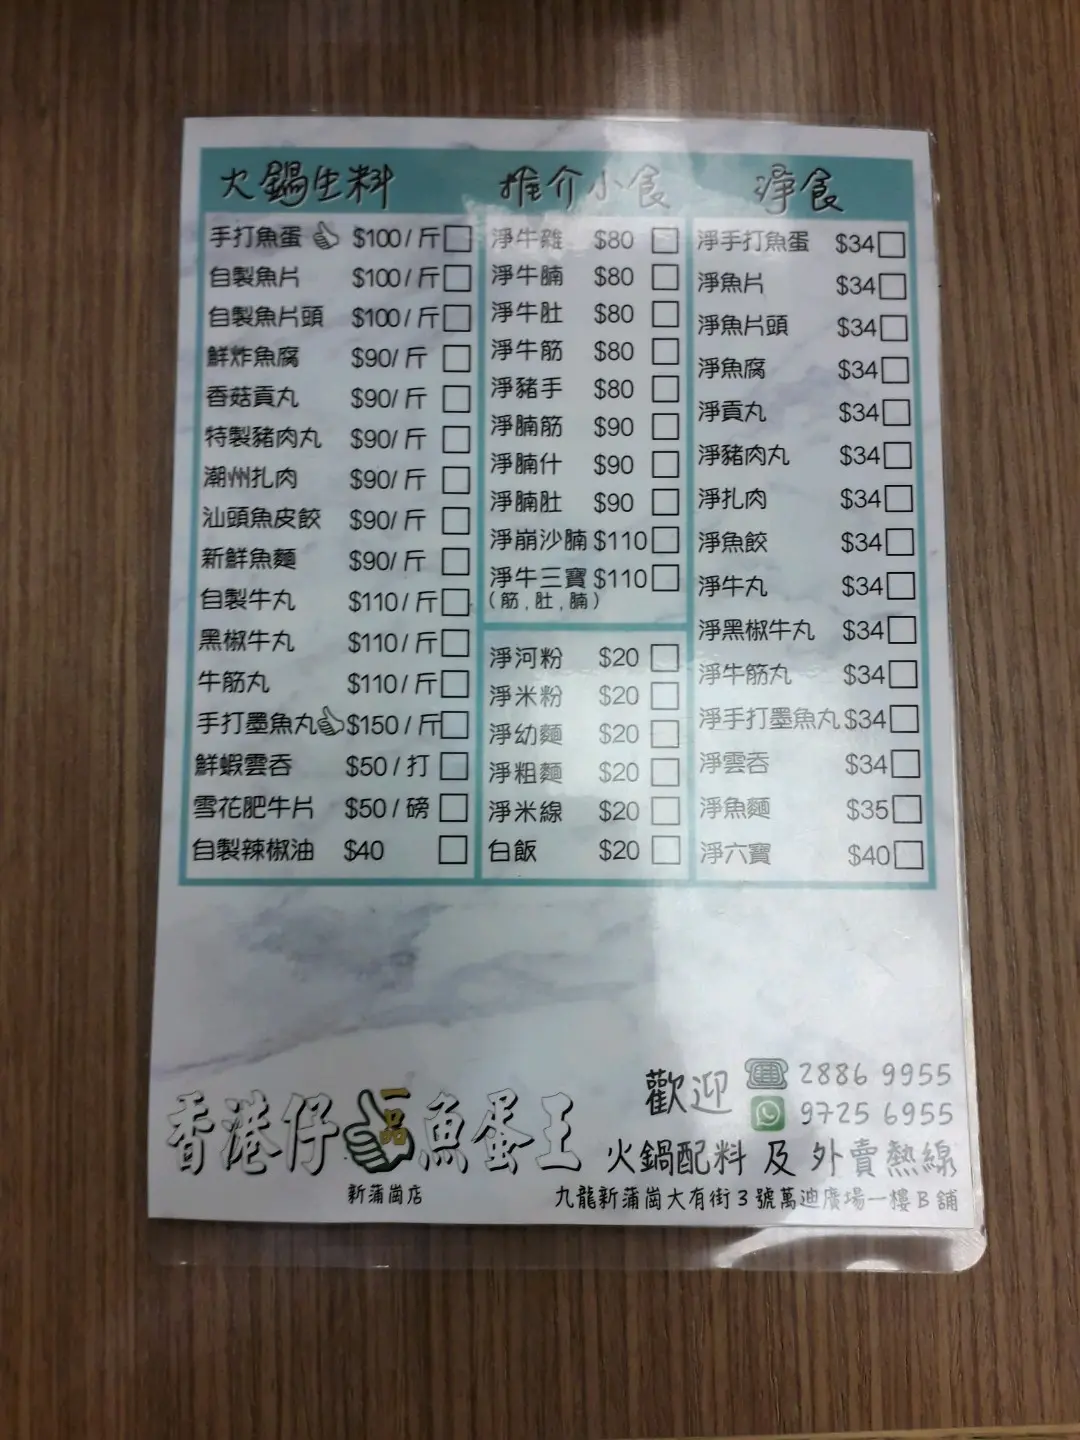 火鍋生料
手打魚蛋 $100/斤
自製魚片 $100/斤
自製魚片頭 $100/斤
鮮炸魚腐 $90/斤
香菇貢丸 $90/斤
特製豬肉丸 $90/斤
潮州扎肉 $90/斤
汕頭魚皮餃 $90/斤
新鮮魚麵 $90/斤
自製牛丸 $110/斤
黑椒牛丸 $110/斤
牛筋丸 $110/斤
手打墨魚丸 $150/斤
鮮蝦雲吞 $50/打
雪花肥牛片 $50/磅
自製辣椒油 $40
推介小食
淨牛雜 $80
淨牛腩 $80
淨牛肚 $80
淨牛筋 $80
淨豬手 $80
淨腩筋 $90
淨腩什 $90
淨腩肚 $90
淨崩沙腩 $110
淨牛三寶 $110
(筋,肚,腩)
淨河粉 $20
淨米粉 $20
淨幼麵 $20
淨粗麵 $20
淨米線 $20
白飯 $20
淨食
淨手打魚蛋 $34
淨魚片 $34
淨魚片頭 $34
淨魚腐 $34
淨貢丸 $34
淨豬肉丸 $34
淨扎肉 $34
淨魚餃 $34
淨牛丸 $34
淨黑椒牛丸 $34
淨牛筋丸 $34
淨手打墨魚丸 $34
淨雲吞 $34
淨魚麵 $35
淨六寶 $40
香港仔一品魚蛋王
新蒲崗店
歡迎 2886 9955
9725 6955
火鍋配料 及 外賣熱線
九龍新蒲崗大有街3號萬迪廣場一樓B舖